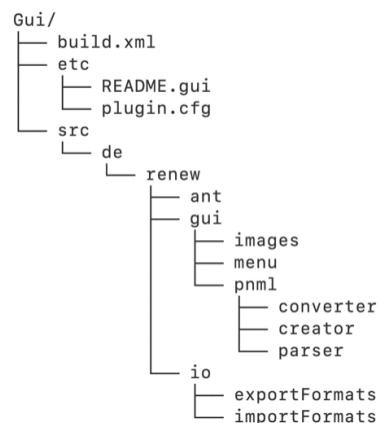 Gui/
build.xml
etc
README.gui
plugin.cfg
src
de
renew
ant
gui
images
menu
pnml
converter
creator
parser
io
exportFormats
importFormats